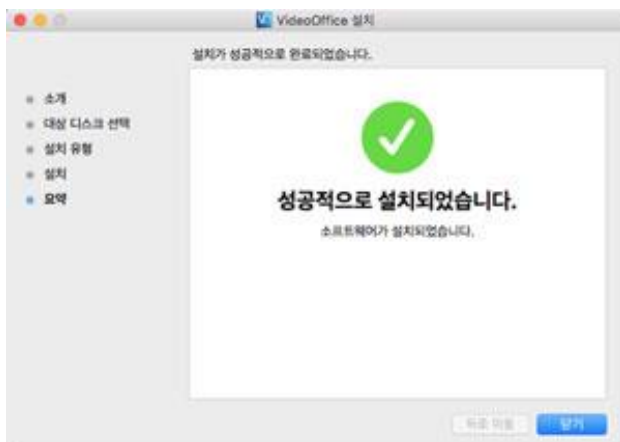 VideoOffice 설치
설치가 성공적으로 완료되었습니다.
소개
대상 디스크 선택
설치 유형
설치
요약
성공적으로 설치되었습니다.
소프트웨어가 설치되었습니다.
뒤로 이동
닫기